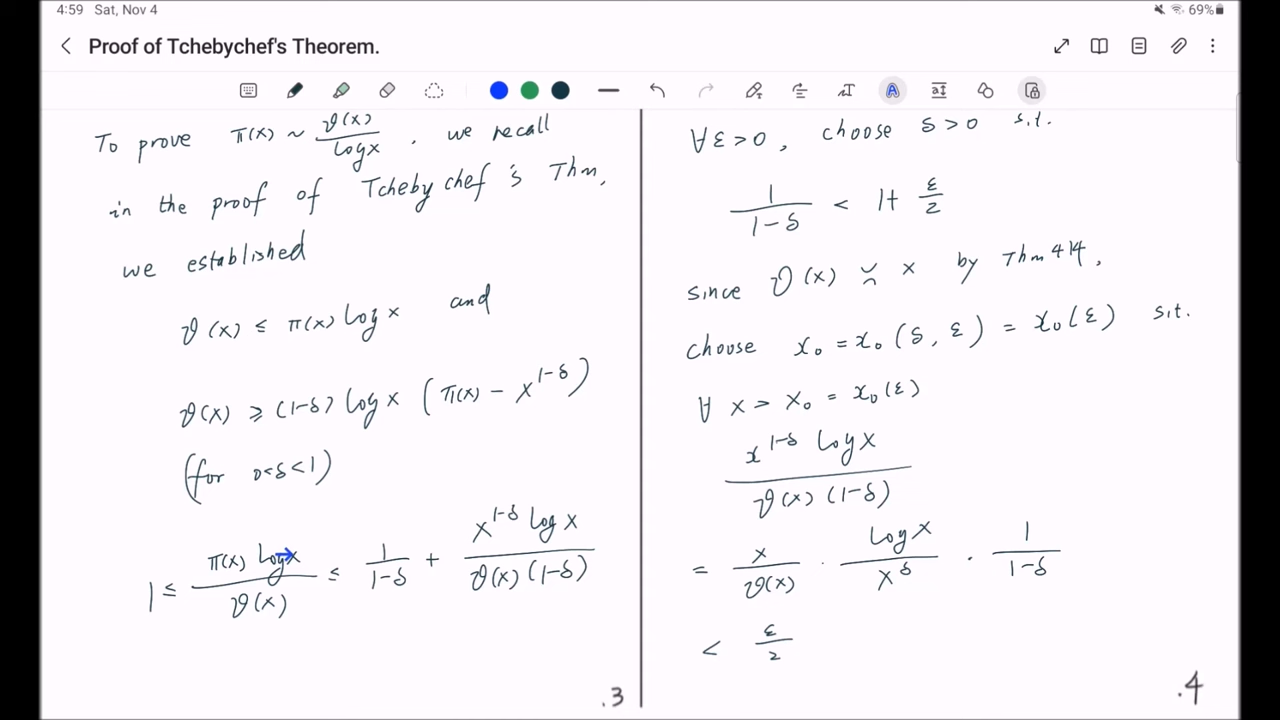 4:59 Sat, Nov 4
69%
Proof of Tchebychef's Theorem.
To prove π(x) ~ ϑ(x)/log x , we recall
in the proof of Tchebychef's Thm,
we established
ϑ(x) ≤ π(x) log x and
ϑ(x) ≥ (1-δ) log x (π(x) - x^{1-δ})
(for 0<δ<1)
1 ≤ π(x) log x / ϑ(x) ≤ 1/(1-δ) + x^{1-δ} log x / (ϑ(x)(1-δ))
.3
∀ε>0, choose δ>0 s.t.
1/(1-δ) < 1+ ε/2
since ϑ(x) ≍ x by Thm 414,
choose x₀ = x₀(δ, ε) = x₀(ε) s.t.
∀ x > x₀ = x₀(ε)
x^{1-δ} log x / (ϑ(x)(1-δ))
= x/ϑ(x) · log x / x^δ · 1/(1-δ)
< ε/2
.4